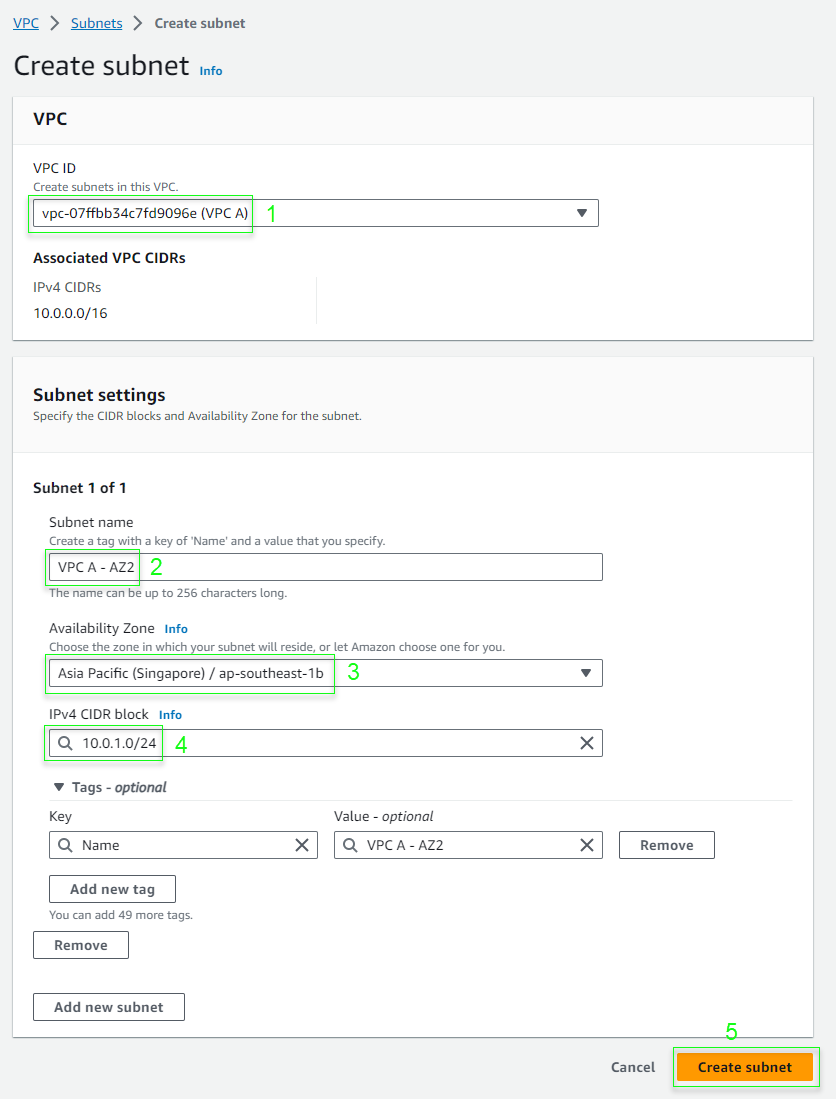 VPC > Subnets > Create subnet
Create subnet Info
VPC
VPC ID
Create subnets in this VPC.
vpc-07ffbb34c7fd9096e (VPC A) 1
Associated VPC CIDRs
IPv4 CIDRs
10.0.0.0/16
Subnet settings
Specify the CIDR blocks and Availability Zone for the subnet.
Subnet 1 of 1
Subnet name
Create a tag with a key of 'Name' and a value that you specify.
VPC A - AZ2 2
The name can be up to 256 characters long.
Availability Zone Info
Choose the zone in which your subnet will reside, or let Amazon choose one for you.
Asia Pacific (Singapore) / ap-southeast-1b 3
IPv4 CIDR block Info
10.0.1.0/24 4
Tags - optional
Key Value - optional
Name VPC A - AZ2 Remove
Add new tag
You can add 49 more tags.
Remove
Add new subnet
5
Cancel Create subnet